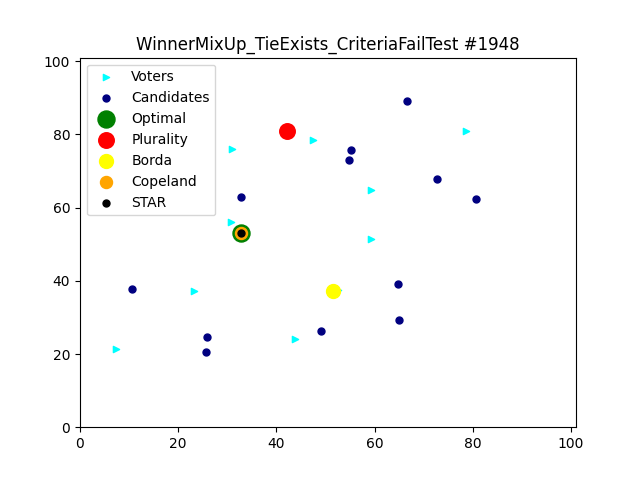 WinnerMixUp_TieExists_CriteriaFailTest #1948
100
80
60
40
20
0
Voters
Candidates
Optimal
Plurality
Borda
Copeland
STAR
0 20 40 60 80 100